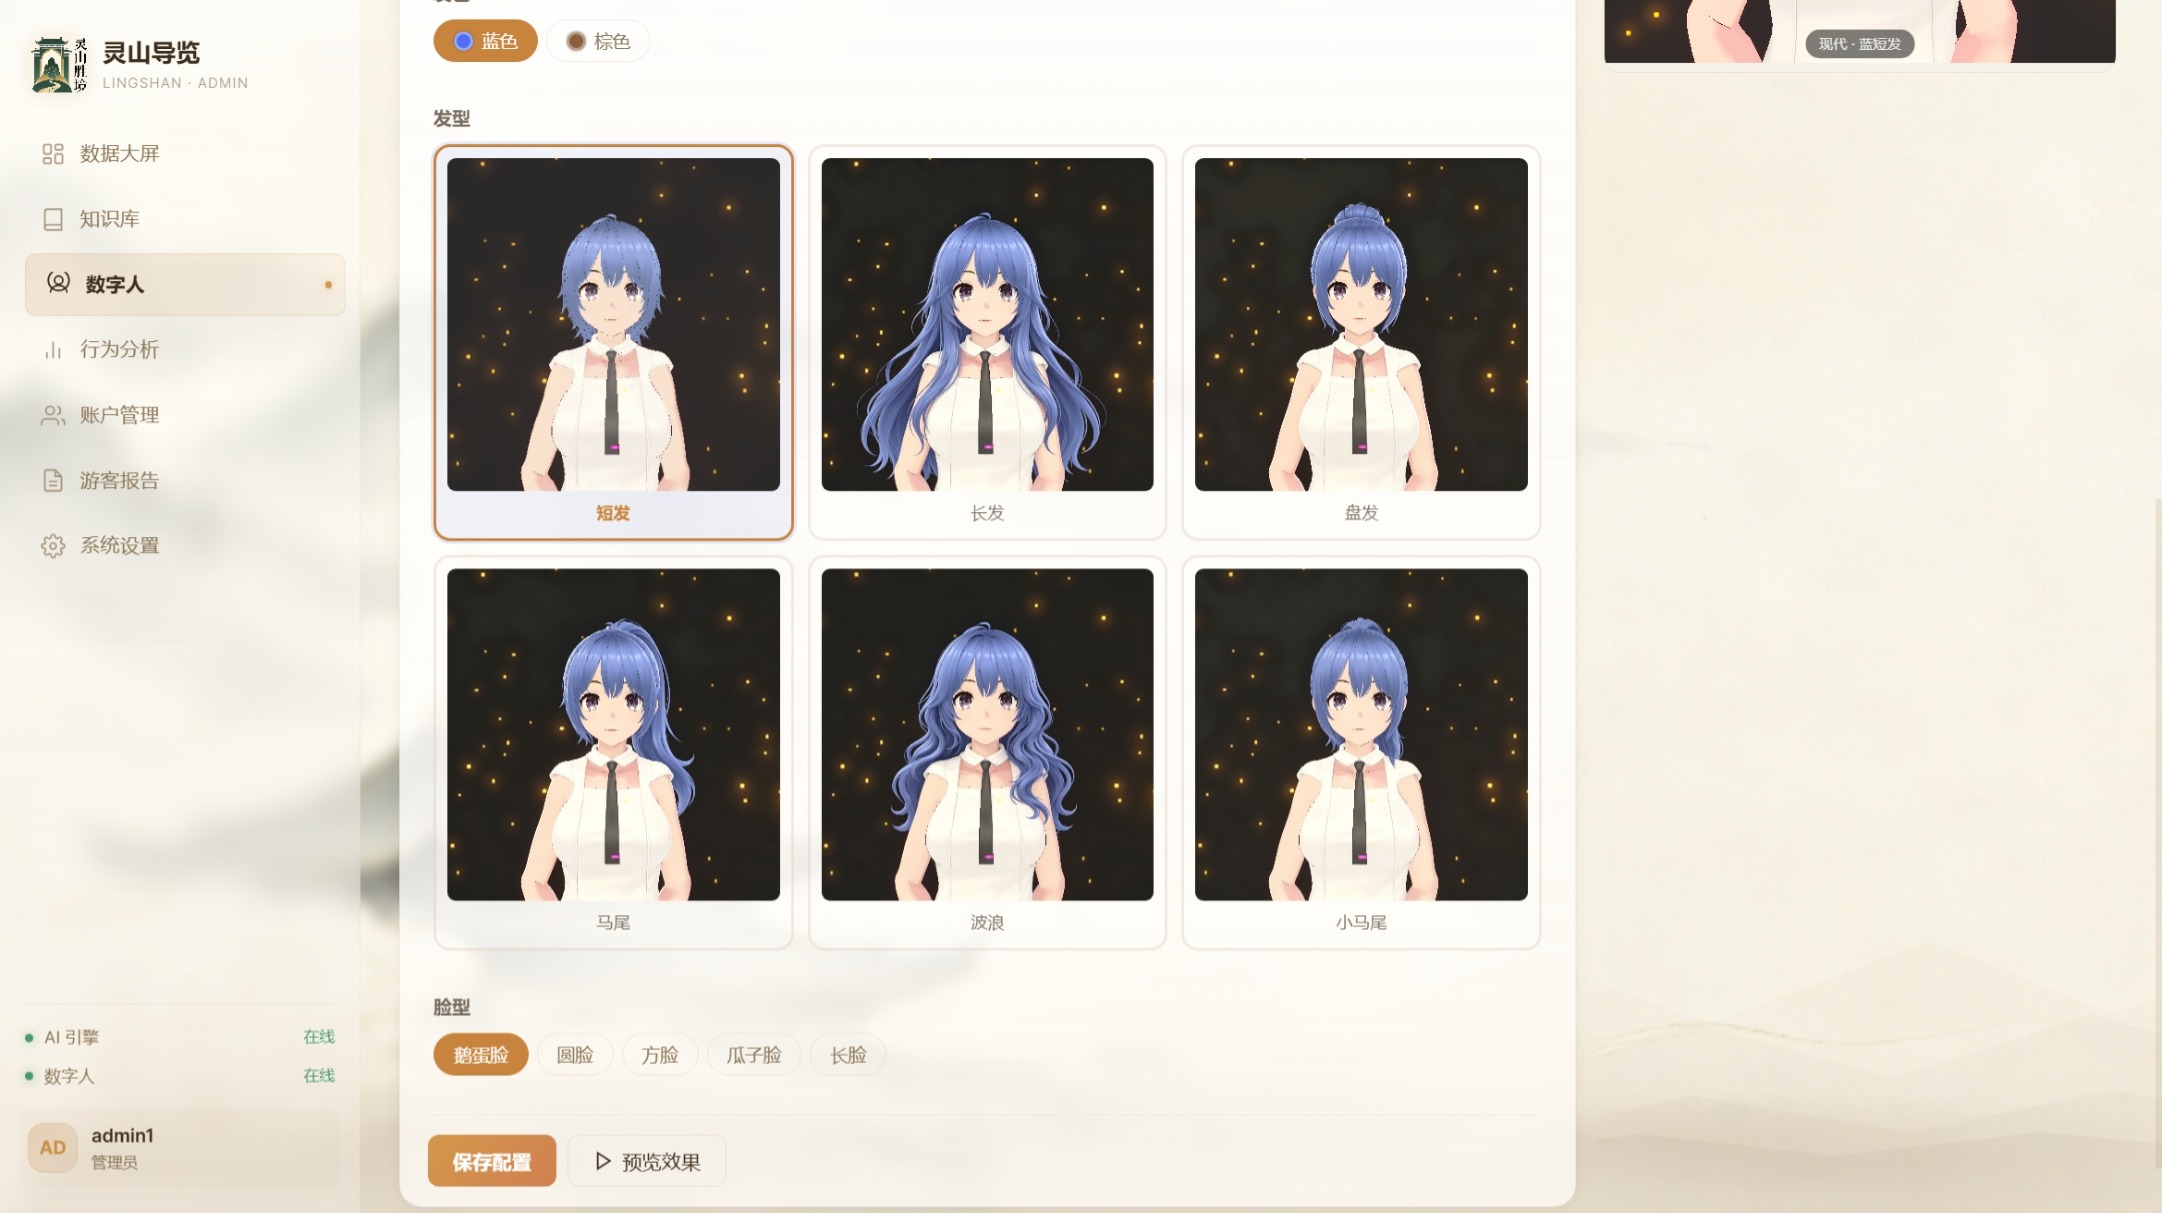 灵山胜境
灵山导览
LINGSHAN · ADMIN
数据大屏
知识库
数字人
行为分析
账户管理
游客报告
系统设置
AI 引擎
在线
数字人
在线
AD
admin1
管理员
蓝色
棕色
发型
短发
长发
盘发
马尾
波浪
小马尾
脸型
鹅蛋脸
圆脸
方脸
瓜子脸
长脸
保存配置
预览效果
现代 · 蓝短发